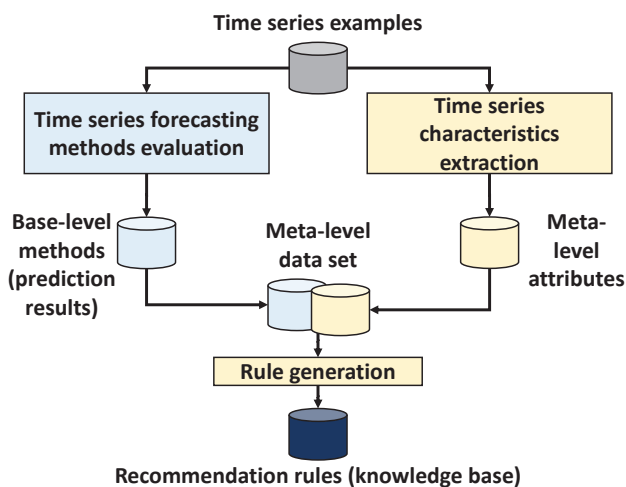 Time series examples
Time series forecasting
methods evaluation
Time series
characteristics
extraction
Base-level
methods
(prediction
results)
Meta-level
data set
Meta-
level
attributes
Rule generation
Recommendation rules (knowledge base)